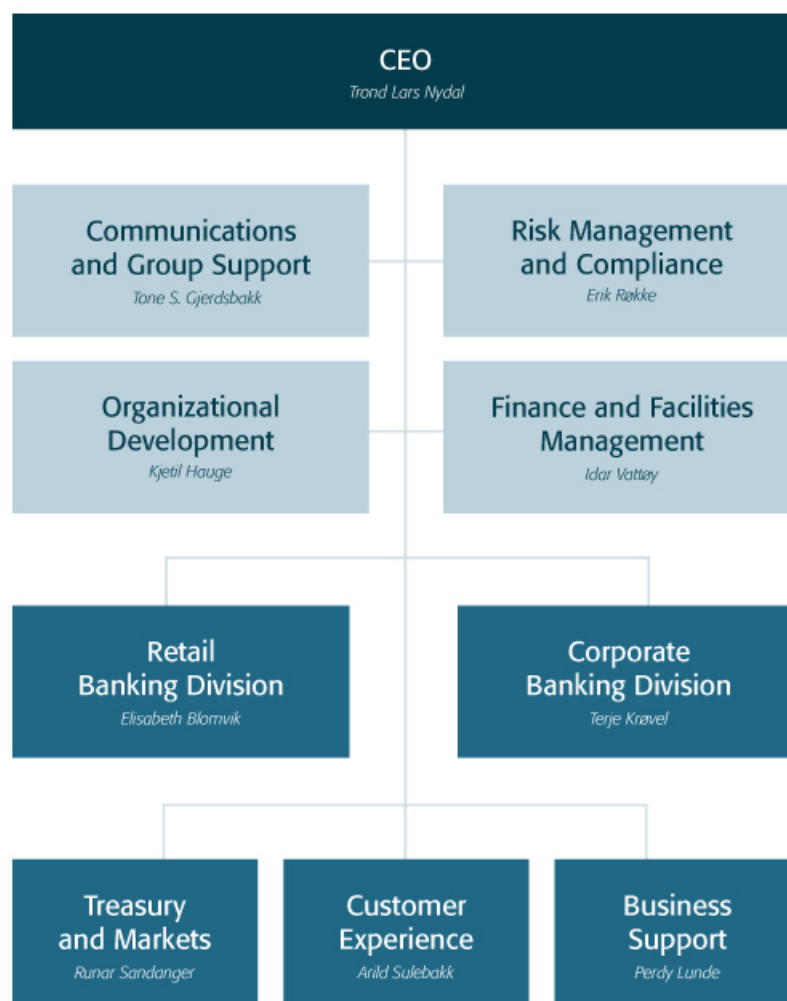 CEO
Trond Lars Nydal
Communications
and Group Support
Tone S. Gjerdsbakk
Risk Management
and Compliance
Erik Røkke
Organizational
Development
Kjetil Hauge
Finance and Facilities
Management
Idar Vattøy
Retail
Banking Division
Elisabeth Blomvik
Corporate
Banking Division
Terje Krøvel
Treasury
and Markets
Runar Sandanger
Customer
Experience
Arild Sulebakk
Business
Support
Perdy Lunde